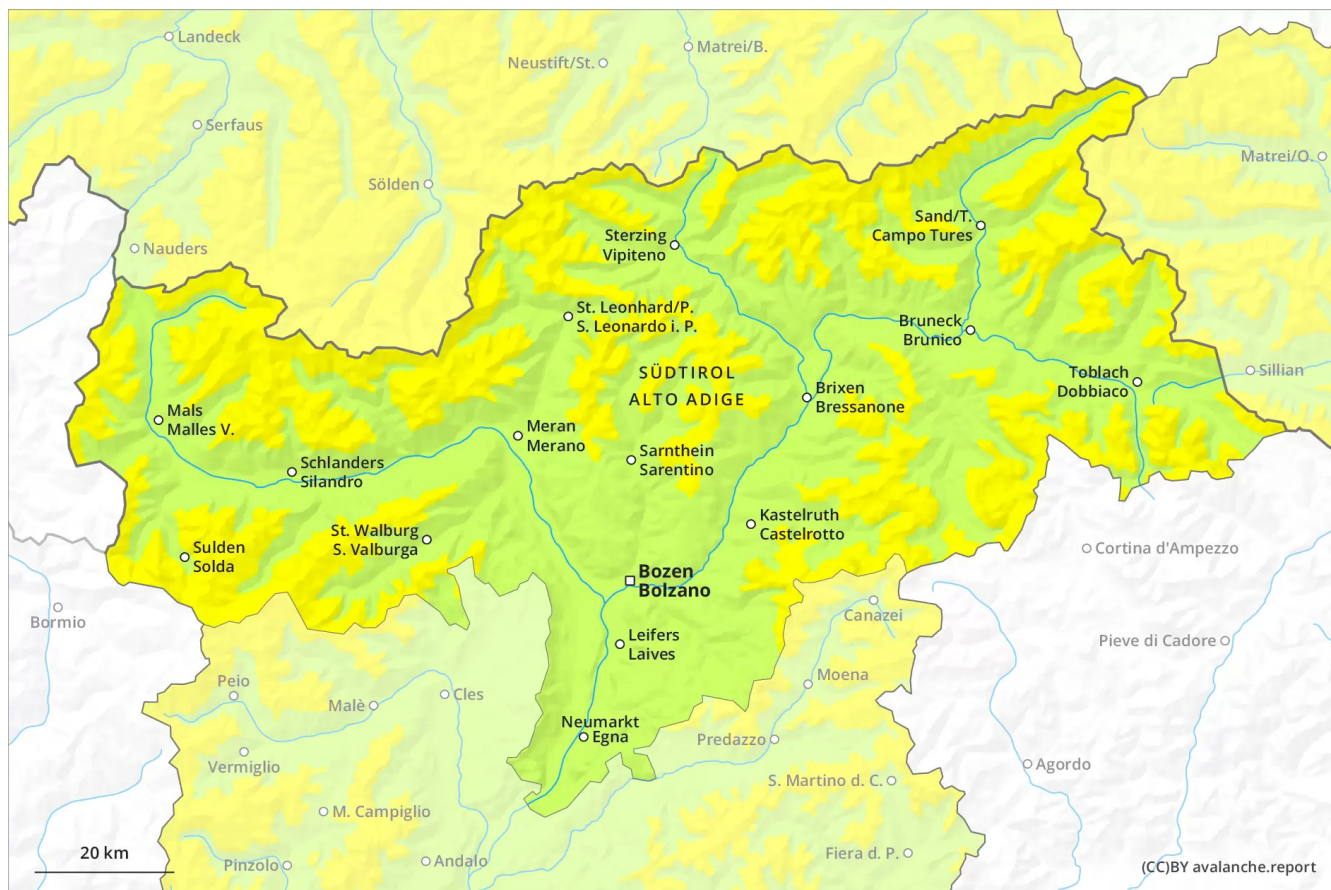 Landeck
Matrei/B.
Neustift/St.
Serfaus
Matrei/O.
Sölden
Sand/T.
Campo Tures
Sterzing
Vipiteno
Nauders
St. Leonhard/P.
S. Leonardo i. P.
Bruneck
Brunico
SÜDTIROL
ALTO ADIGE
Toblach
Dobbiaco
Sillian
Brixen
Bressanone
Mals
Malles V.
Meran
Merano
Sarnthein
Sarentino
Schlanders
Silandro
Kastelruth
Castelrotto
St. Walburg
S. Valburga
Sulden
Solda
Cortina d'Ampezzo
Bozen
Bolzano
Bormio
Canazei
Leifers
Laives
Pieve di Cadore
Peio
Moena
Malè
Cles
Neumarkt
Egna
Predazzo
Vermiglio
Agordo
S. Martino d. C.
M. Campiglio
20 km
Pinzolo
Andalo
Fiera d. P.
(CC)BY avalanche.report